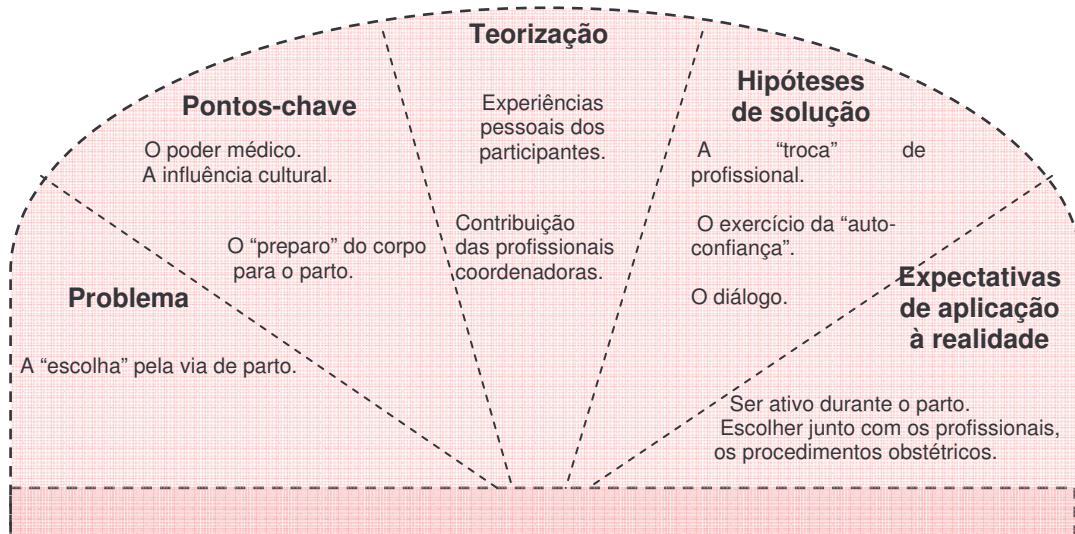 Problema
A “escolha” pela via de parto.
Pontos-chave
O poder médico.
A influência cultural.
O “preparo” do corpo
para o parto.
Teorização
Experiências
pessoais dos
participantes.
Contribuição
das profissionais
coordenadoras.
Hipóteses
de solução
A “troca” de
profissional.
O exercício da “auto-
confiança”.
O diálogo.
Expectativas
de aplicação
à realidade
Ser ativo durante o parto.
Escolher junto com os profissionais,
os procedimentos obstétricos.